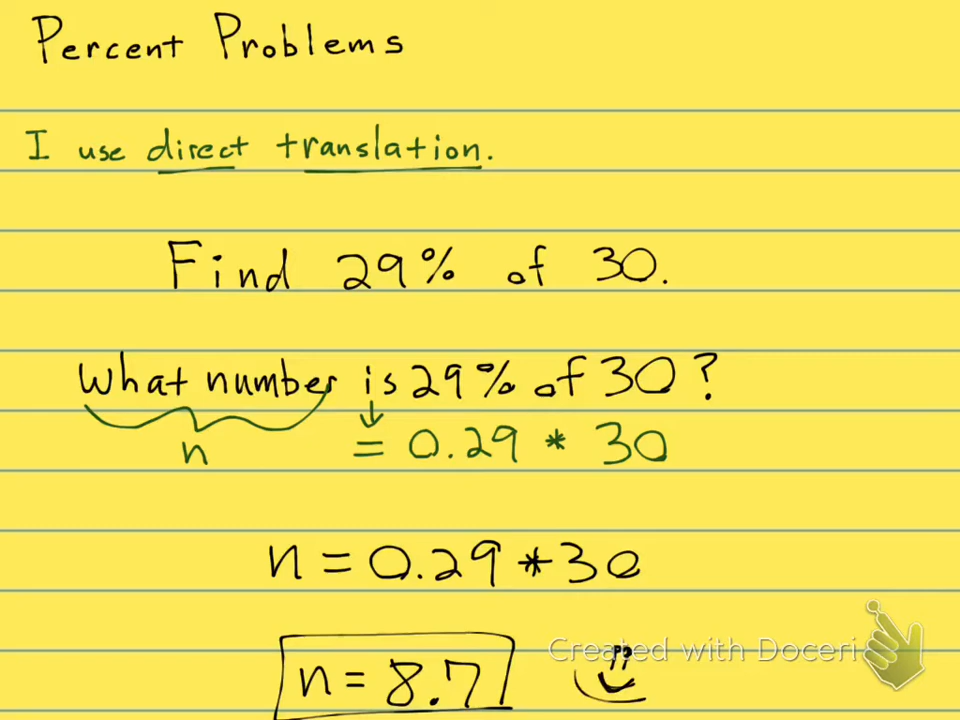 Percent Problems
I use direct translation.
Find 29% of 30.
What number is 29% of 30?
n = 0.29 * 30
n = 0.29 * 30
n = 8.7
Created with Doceri